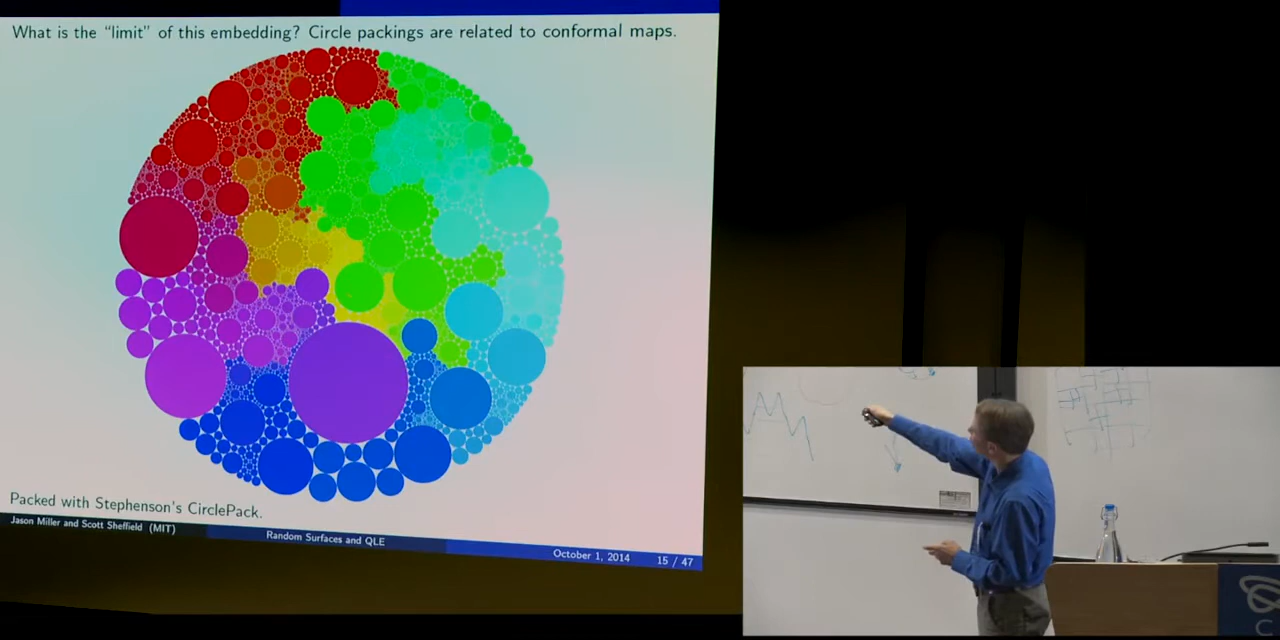 What is the “limit” of this embedding? Circle packings are related to conformal maps.
Packed with Stephenson's CirclePack.
Jason Miller and Scott Sheffield (MIT)
Random Surfaces and QLE
October 1, 2014
15 / 47
C